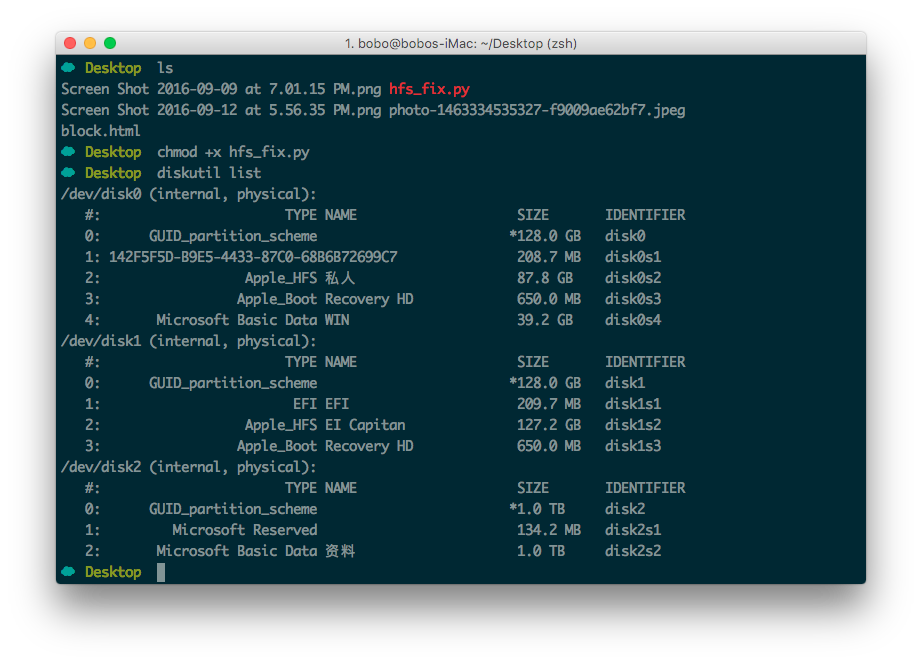 1. bobo@bobos-iMac: ~/Desktop (zsh)
Desktop ls
Screen Shot 2016-09-09 at 7.01.15 PM.png hfs_fix.py
Screen Shot 2016-09-12 at 5.56.35 PM.png photo-1463334535327-f9009ae62bf7.jpeg
block.html
Desktop chmod +x hfs_fix.py
Desktop diskutil list
/dev/disk0 (internal, physical):
#: TYPE NAME SIZE IDENTIFIER
0: GUID_partition_scheme *128.0 GB disk0
1: 142F5F5D-B9E5-4433-87C0-68B6B72699C7 208.7 MB disk0s1
2: Apple_HFS 私人 87.8 GB disk0s2
3: Apple_Boot Recovery HD 650.0 MB disk0s3
4: Microsoft Basic Data WIN 39.2 GB disk0s4
/dev/disk1 (internal, physical):
#: TYPE NAME SIZE IDENTIFIER
0: GUID_partition_scheme *128.0 GB disk1
1: EFI EFI 209.7 MB disk1s1
2: Apple_HFS EI Capitan 127.2 GB disk1s2
3: Apple_Boot Recovery HD 650.0 MB disk1s3
/dev/disk2 (internal, physical):
#: TYPE NAME SIZE IDENTIFIER
0: GUID_partition_scheme *1.0 TB disk2
1: Microsoft Reserved 134.2 MB disk2s1
2: Microsoft Basic Data 资料 1.0 TB disk2s2
Desktop